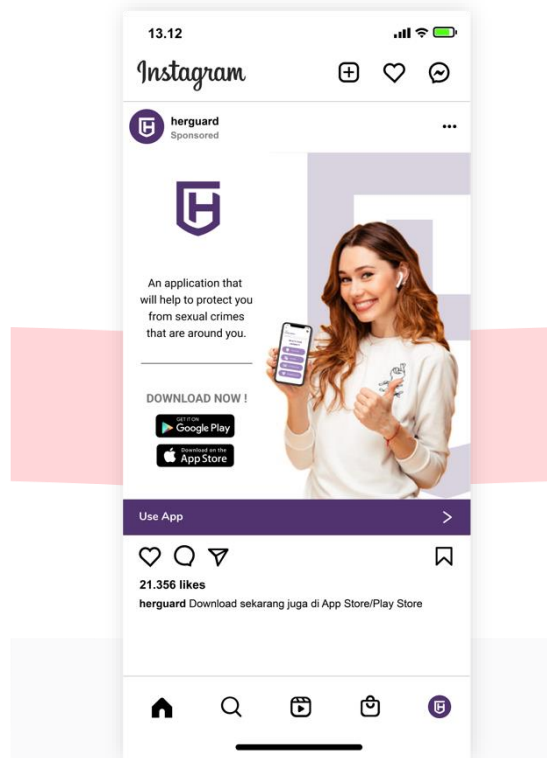 13.12
Instagram
herguard
Sponsored
An application that
will help to protect you
from sexual crimes
that are around you.
DOWNLOAD NOW !
GET IT ON
Google Play
Download on the
App Store
Use App
21.356 likes
herguard Download sekarang juga di App Store/Play Store